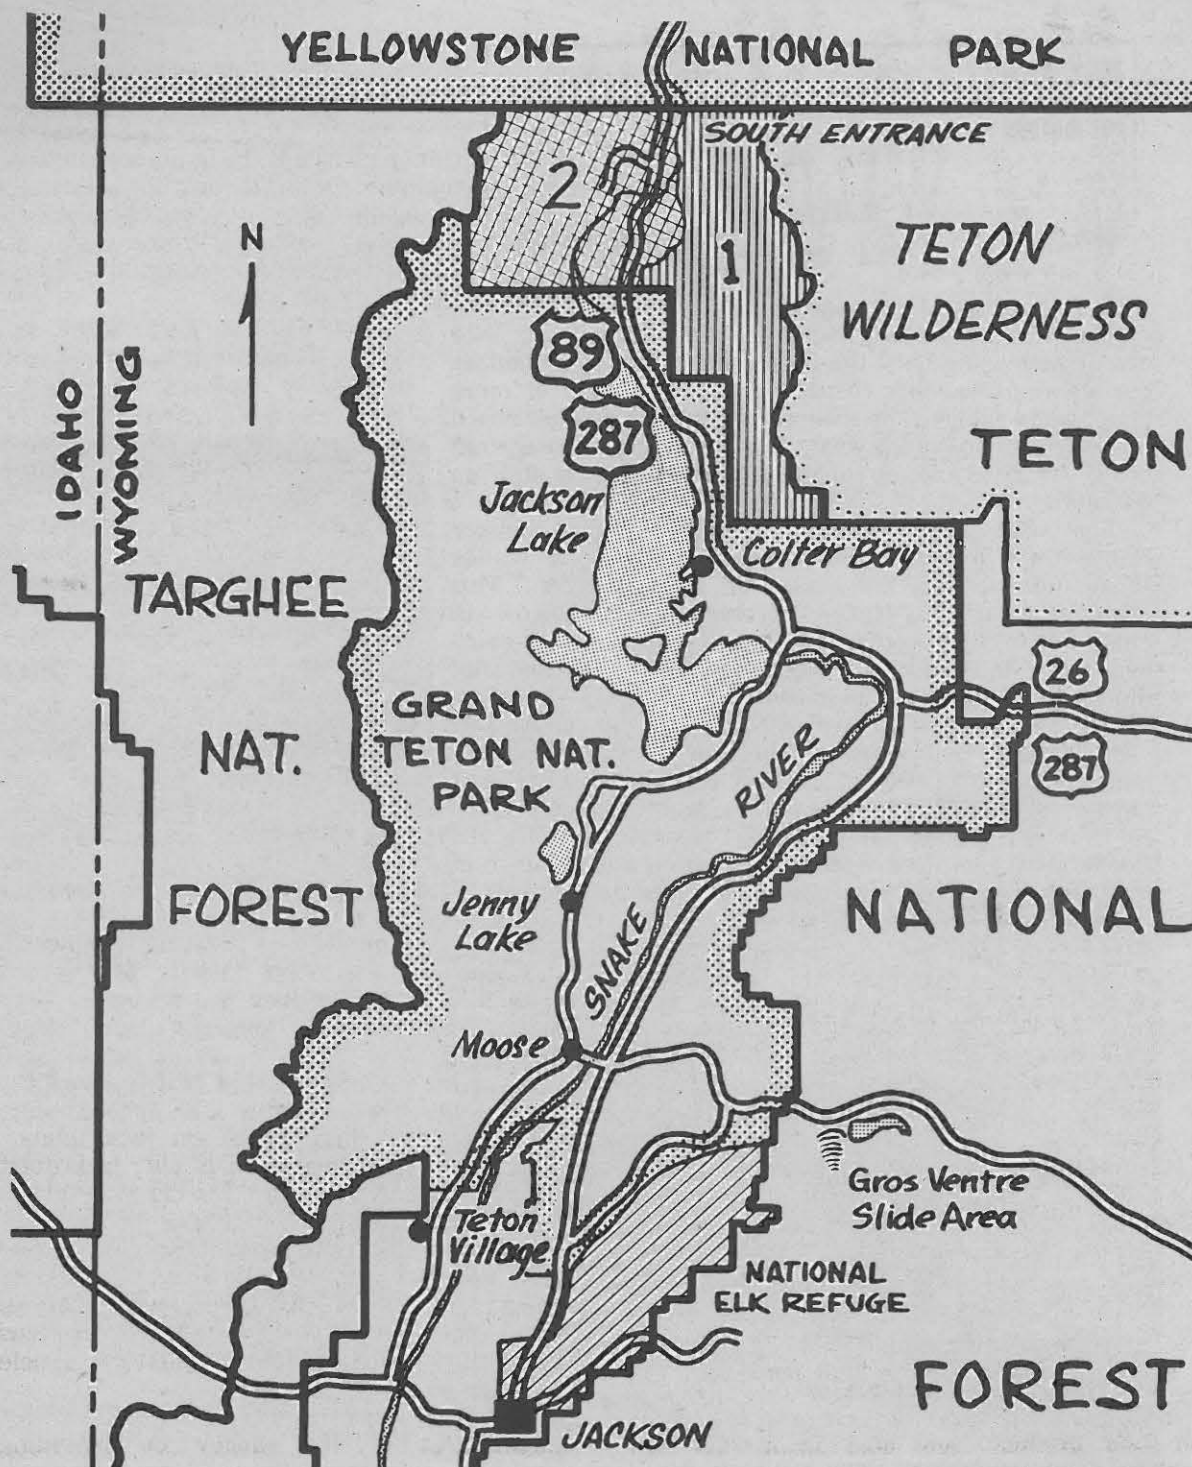 YELLOWSTONE NATIONAL PARK
SOUTH ENTRANCE
2
1
N
TETON
WILDERNESS
89
287
IDAHO
WYOMING
TETON
Jackson
Lake
Colter Bay
TARGHEE
26
GRAND
TETON NAT.
PARK
NAT.
287
RIVER
FOREST
Jenny
Lake
NATIONAL
SNAKE
Moose
Gros Ventre
Slide Area
Teton
Village
NATIONAL
ELK REFUGE
FOREST
JACKSON